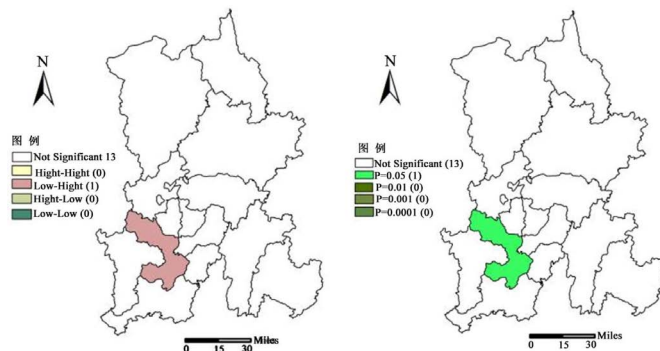 N
图 例
Not Significant 13
Hight-Hight (0)
Low-Hight (1)
Hight-Low (0)
Low-Low (0)
Miles
0 15 30
N
图 例
Not Significant (13)
P=0.05 (1)
P=0.01 (0)
P=0.001 (0)
P=0.0001 (0)
Miles
0 15 30